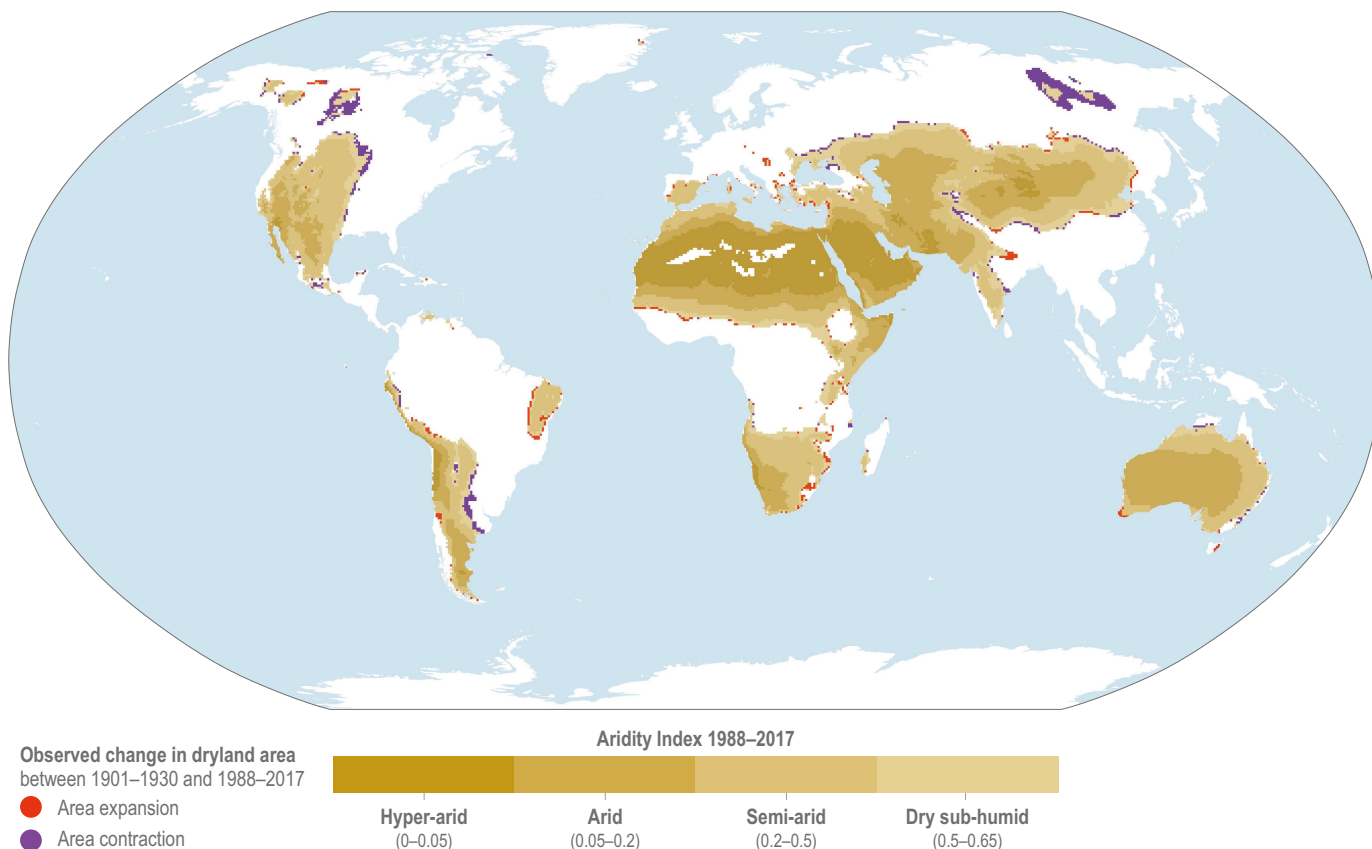 Observed change in dryland area
between 1901–1930 and 1988–2017
Area expansion
Area contraction
Aridity Index 1988–2017
Hyper-arid
(0–0.05)
Arid
(0.05–0.2)
Semi-arid
(0.2–0.5)
Dry sub-humid
(0.5–0.65)